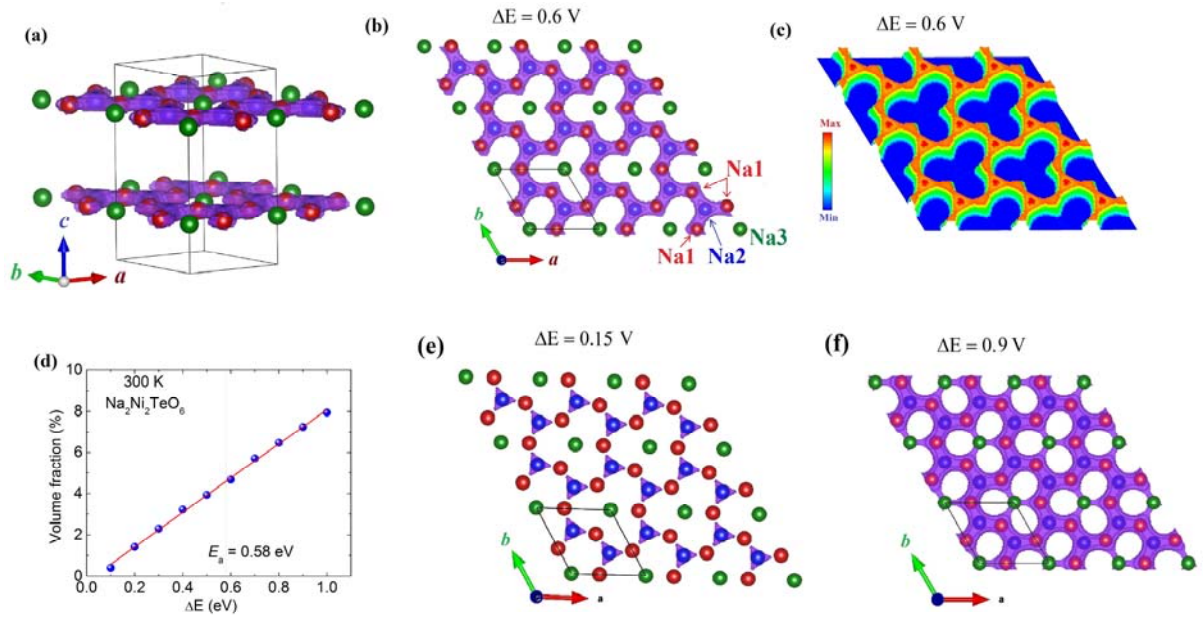 (a)
c
b
a
(b)
ΔE = 0.6 V
Na1
Na3
Na1
Na2
b
a
(c)
ΔE = 0.6 V
Max
Min
(d)
300 K
Na2Ni2TeO6
Ea = 0.58 eV
Volume fraction (%)
10
8
6
4
2
0
0.0 0.2 0.4 0.6 0.8 1.0
ΔE (eV)
(e)
ΔE = 0.15 V
b
a
(f)
ΔE = 0.9 V
b
a